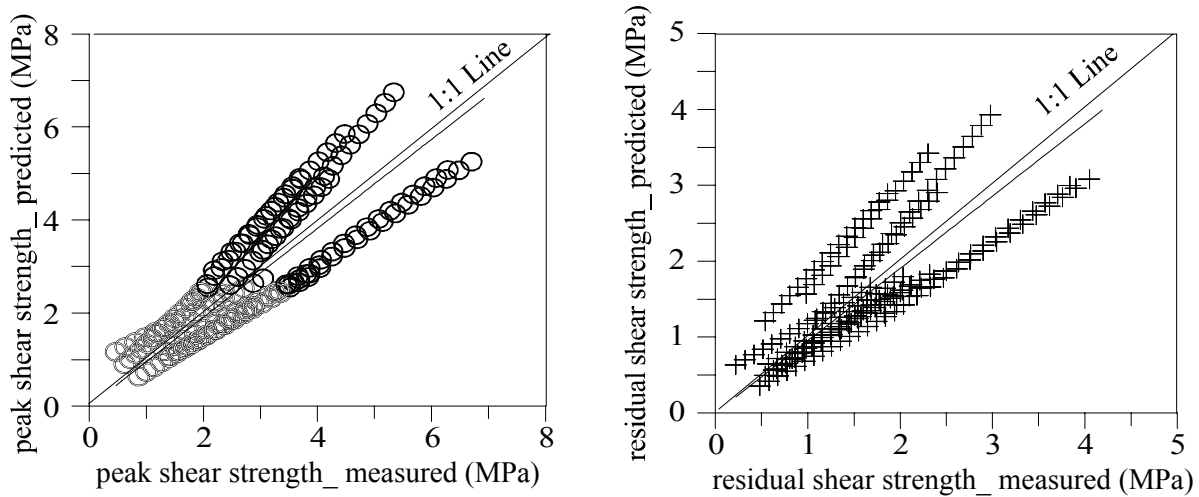 peak shear strength_predicted (MPa)
8
6
4
2
0
1:1 Line
0 2 4 6 8
peak shear strength_ measured (MPa)
residual shear strength_ predicted (MPa)
5
4
3
2
1
0
1:1 Line
0 1 2 3 4 5
residual shear strength_ measured (MPa)